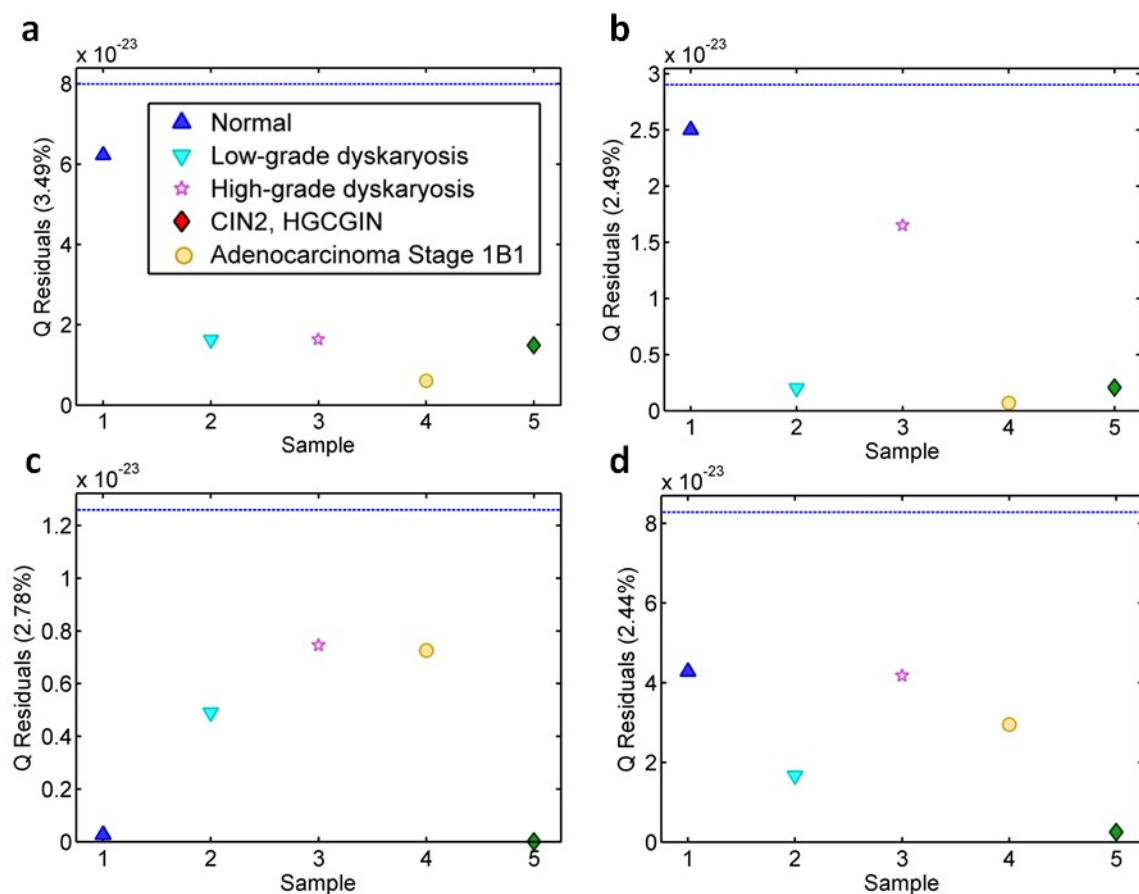 a
x 10-23
8
6
4
2
0
Q Residuals (3.49%)
Normal
Low-grade dyskaryosis
High-grade dyskaryosis
CIN2, HGCGIN
Adenocarcinoma Stage 1B1
1 2 3 4 5
Sample
b
x 10-23
3
2.5
2
1.5
1
0.5
0
Q Residuals (2.49%)
1 2 3 4 5
Sample
c
x 10-23
1.2
1
0.8
0.6
0.4
0.2
0
Q Residuals (2.78%)
1 2 3 4 5
Sample
d
x 10-23
8
6
4
2
0
Q Residuals (2.44%)
1 2 3 4 5
Sample